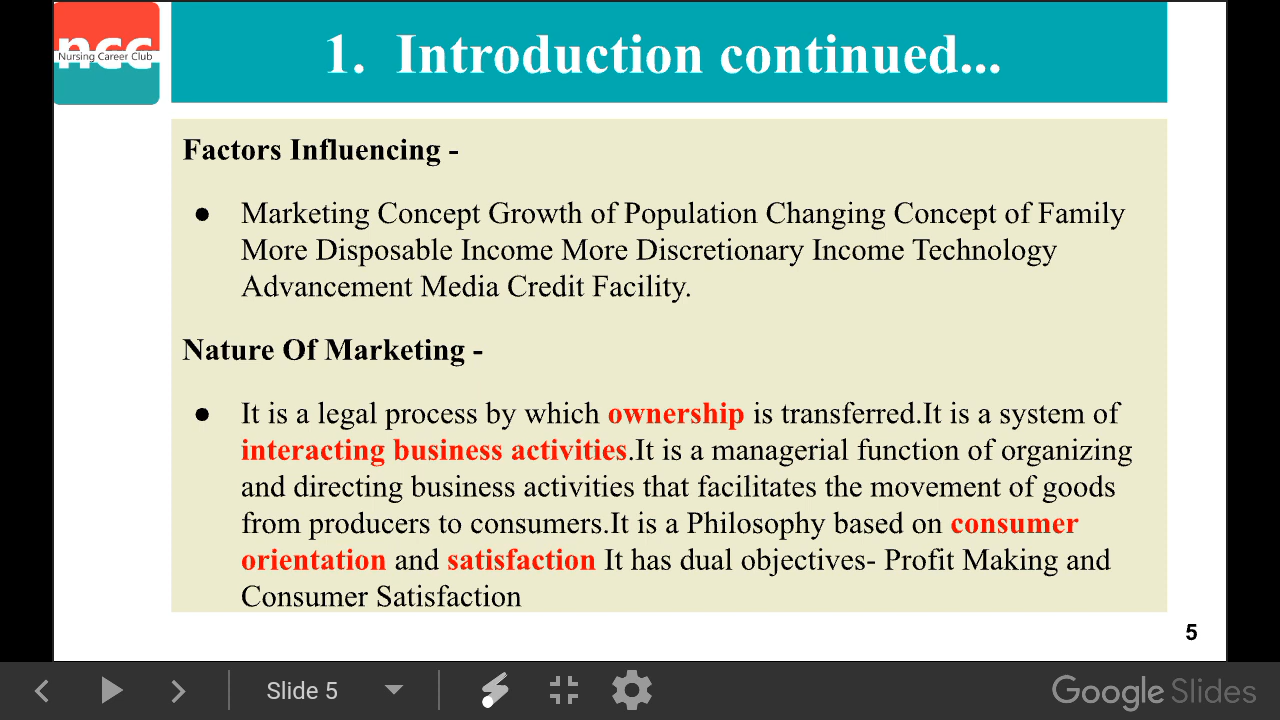 ncc
Nursing Career Club
1. Introduction continued...
Factors Influencing -
● Marketing Concept Growth of Population Changing Concept of Family
More Disposable Income More Discretionary Income Technology
Advancement Media Credit Facility.
Nature Of Marketing -
● It is a legal process by which ownership is transferred.It is a system of
interacting business activities.It is a managerial function of organizing
and directing business activities that facilitates the movement of goods
from producers to consumers.It is a Philosophy based on consumer
orientation and satisfaction It has dual objectives- Profit Making and
Consumer Satisfaction
5
Slide 5
Google Slides